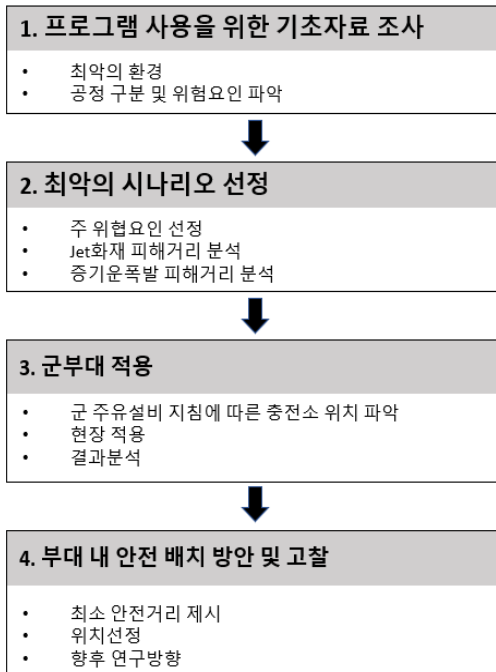 1. 프로그램 사용을 위한 기초자료 조사
• 최악의 환경
• 공정 구분 및 위험요인 파악
2. 최악의 시나리오 선정
• 주 위협요인 선정
• Jet화재 피해거리 분석
• 증기운폭발 피해거리 분석
3. 군부대 적용
• 군 주유설비 지침에 따른 충전소 위치 파악
• 현장 적용
• 결과분석
4. 부대 내 안전 배치 방안 및 고찰
• 최소 안전거리 제시
• 위치선정
• 향후 연구방향